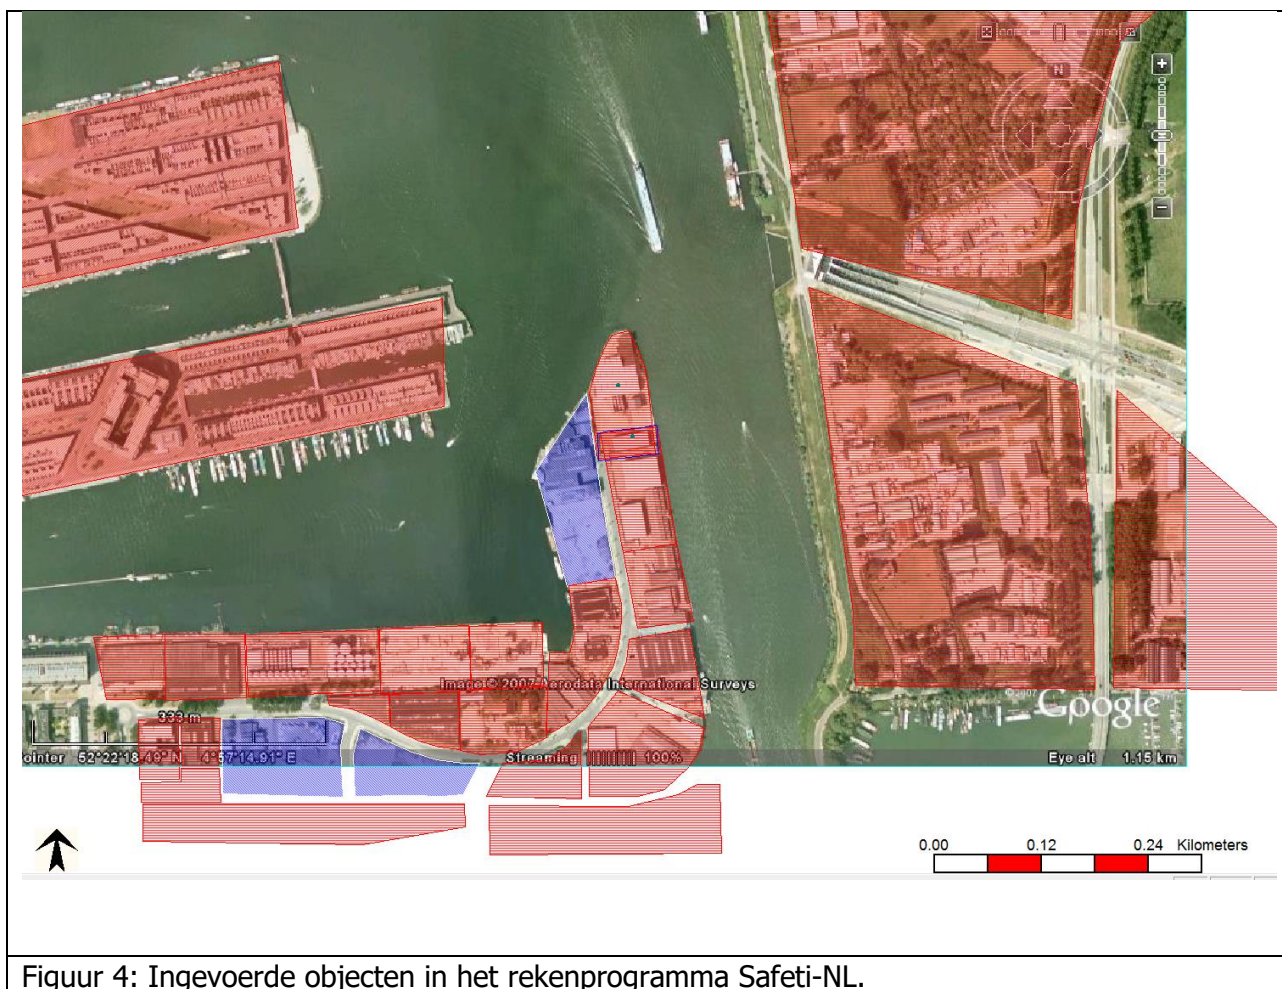 N
Image © 2007 Aerodata International Surveys
©2007
Google
333 m
ointer 52°22'18.49" N 4°57'14.91" E
Streaming 100%
Eye alt 1.15 km
0.00 0.12 0.24 Kilometers
Figuur 4: Ingevoerde objecten in het rekenprogramma Safeti-NL.